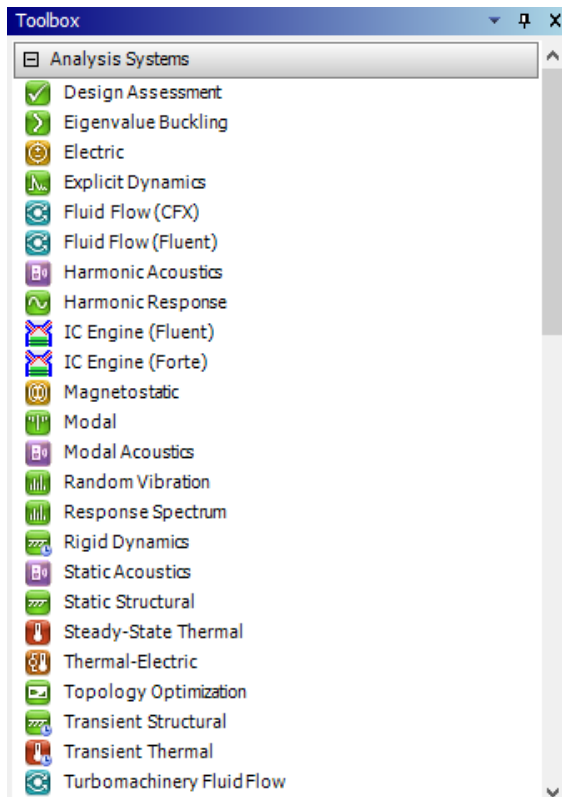 Toolbox
Analysis Systems
Design Assessment
Eigenvalue Buckling
Electric
Explicit Dynamics
Fluid Flow (CFX)
Fluid Flow (Fluent)
Harmonic Acoustics
Harmonic Response
IC Engine (Fluent)
IC Engine (Forte)
Magnetostatic
Modal
Modal Acoustics
Random Vibration
Response Spectrum
Rigid Dynamics
Static Acoustics
Static Structural
Steady-State Thermal
Thermal-Electric
Topology Optimization
Transient Structural
Transient Thermal
Turbomachinery Fluid Flow